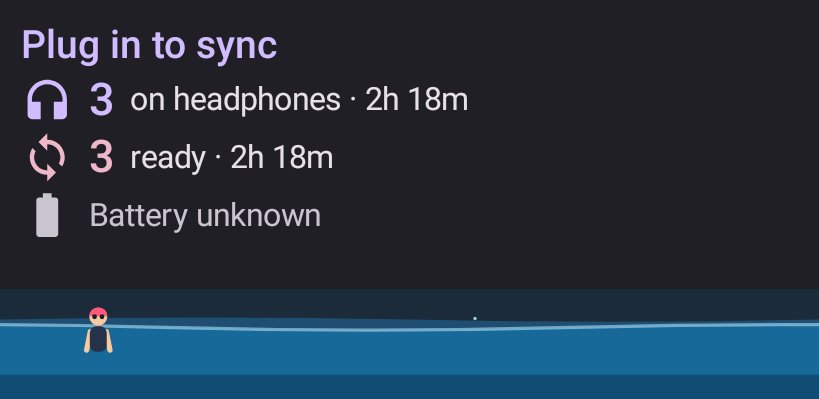 Plug in to sync
3 on headphones · 2h 18m
3 ready · 2h 18m
Battery unknown